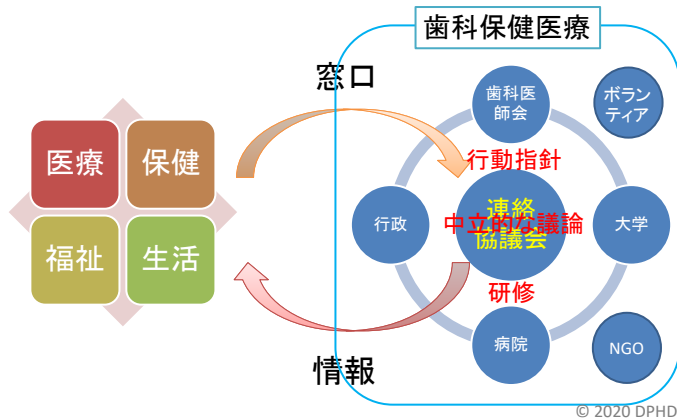 歯科保健医療
窓口
歯科医
師会
ボラン
ティア
医療
保健
行動指針
行政
連絡
中立的な議論
協議会
大学
福祉
生活
研修
病院
NGO
情報
© 2020 DPHD